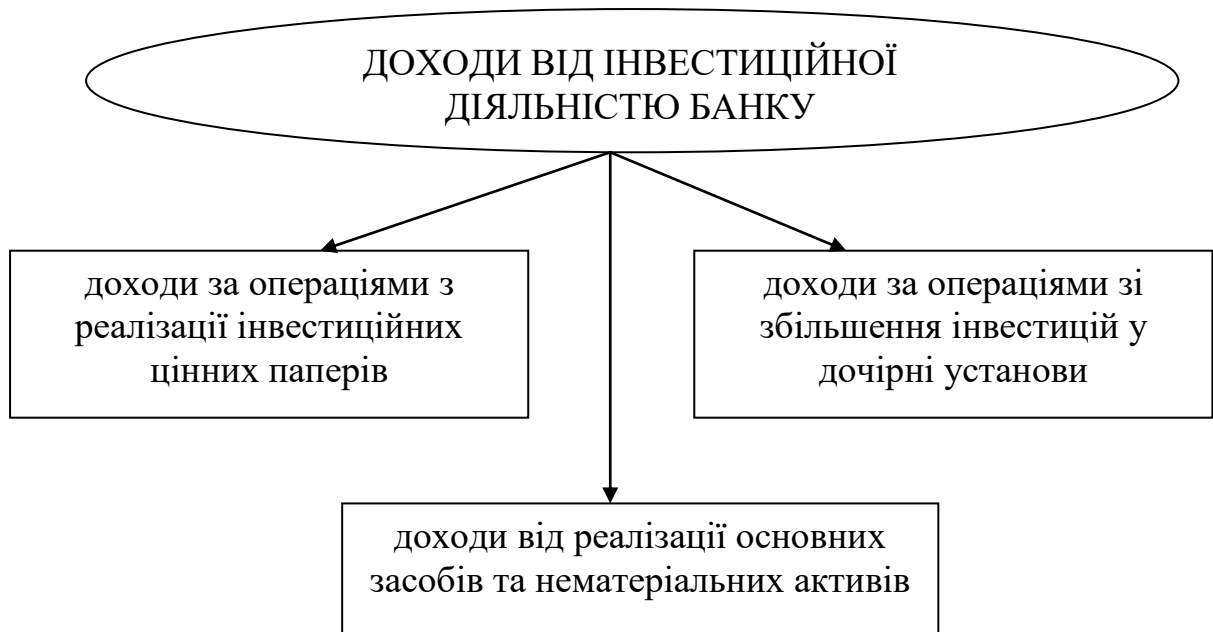 ДОХОДИ ВІД ІНВЕСТИЦІЙНОЇ
ДІЯЛЬНІСТЮ БАНКУ
доходи за операціями з
реалізації інвестиційних
цінних паперів
доходи за операціями зі
збільшення інвестицій у
дочірні установи
доходи від реалізації основних
засобів та нематеріальних активів